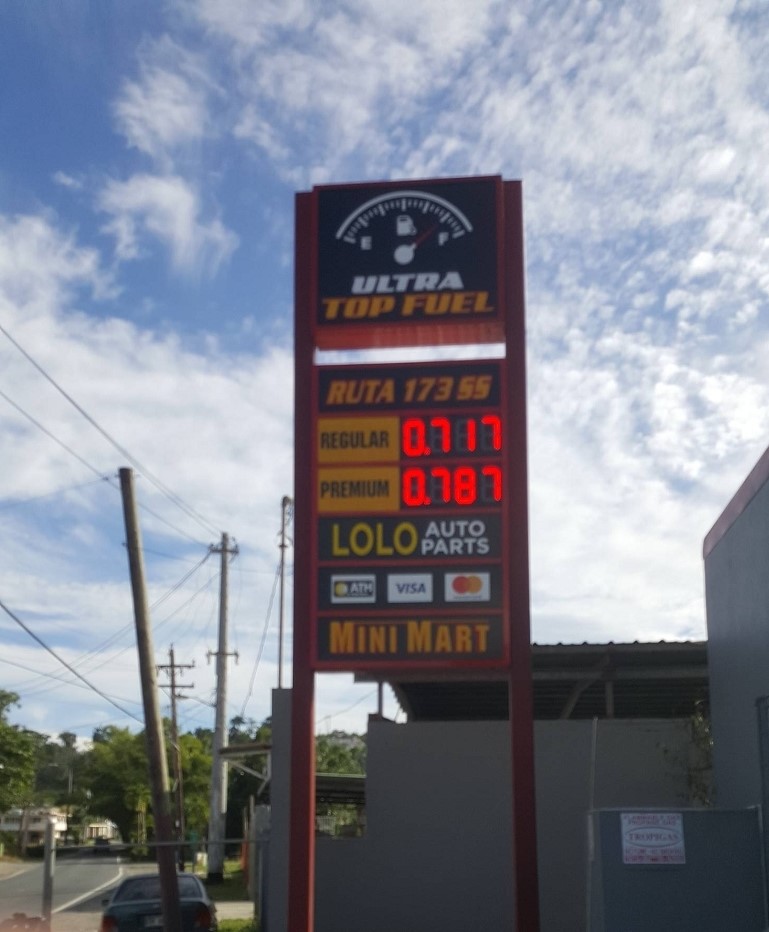 E F
ULTRA
TOP FUEL
RUTA 173 SS
REGULAR 0.717
PREMIUM 0.787
LOLO AUTO PARTS
ATH VISA
MINI MART
TROPIGAS